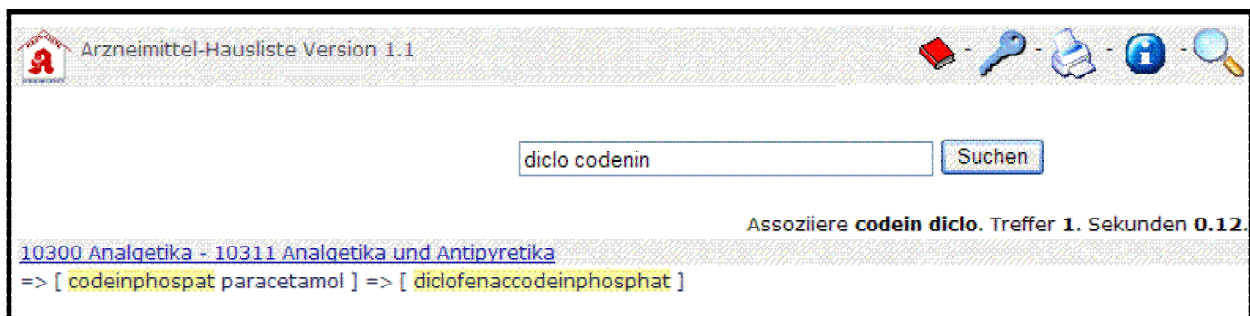 Arzneimittel-Hausliste Version 1.1
diclo codenin Suchen
Assoziiere codein diclo. Treffer 1. Sekunden 0.12.
10300 Analgetika - 10311 Analgetika und Antipyretika
=> [ codeinphospat paracetamol ] => [ diclofenaccodeinphosphat ]